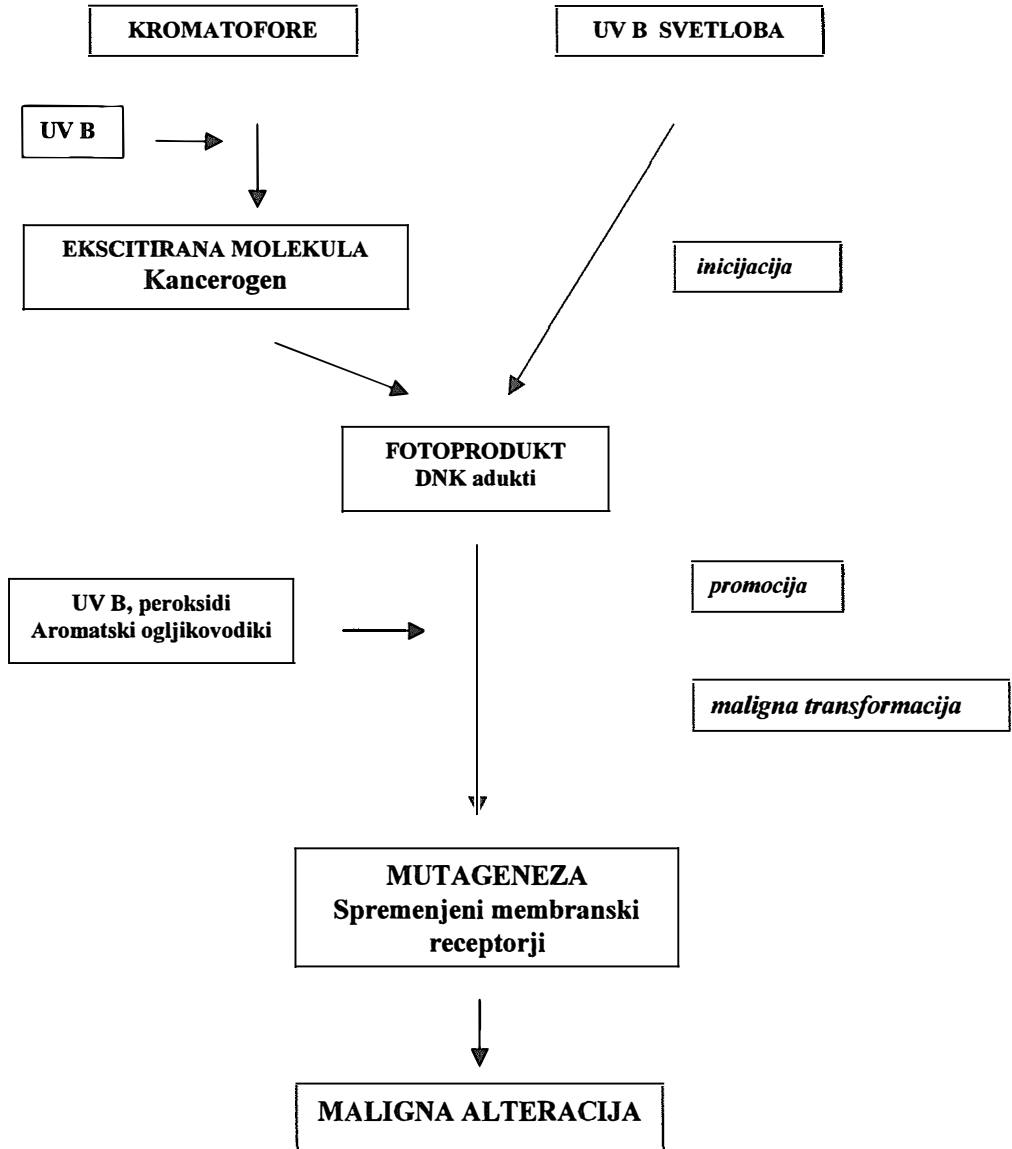 KROMATOFORE
UV B SVETLOBA
UV B
EKSCITIRANA MOLEKULA
Kancerogen
inicijacija
FOTOPRODUKT
DNK adukti
promocija
UV B, peroksidi
Aromatski ogljikovodiki
maligna transformacija
MUTAGENEZA
Spremenjeni membranski
receptorji
MALIGNA ALTERACIJA